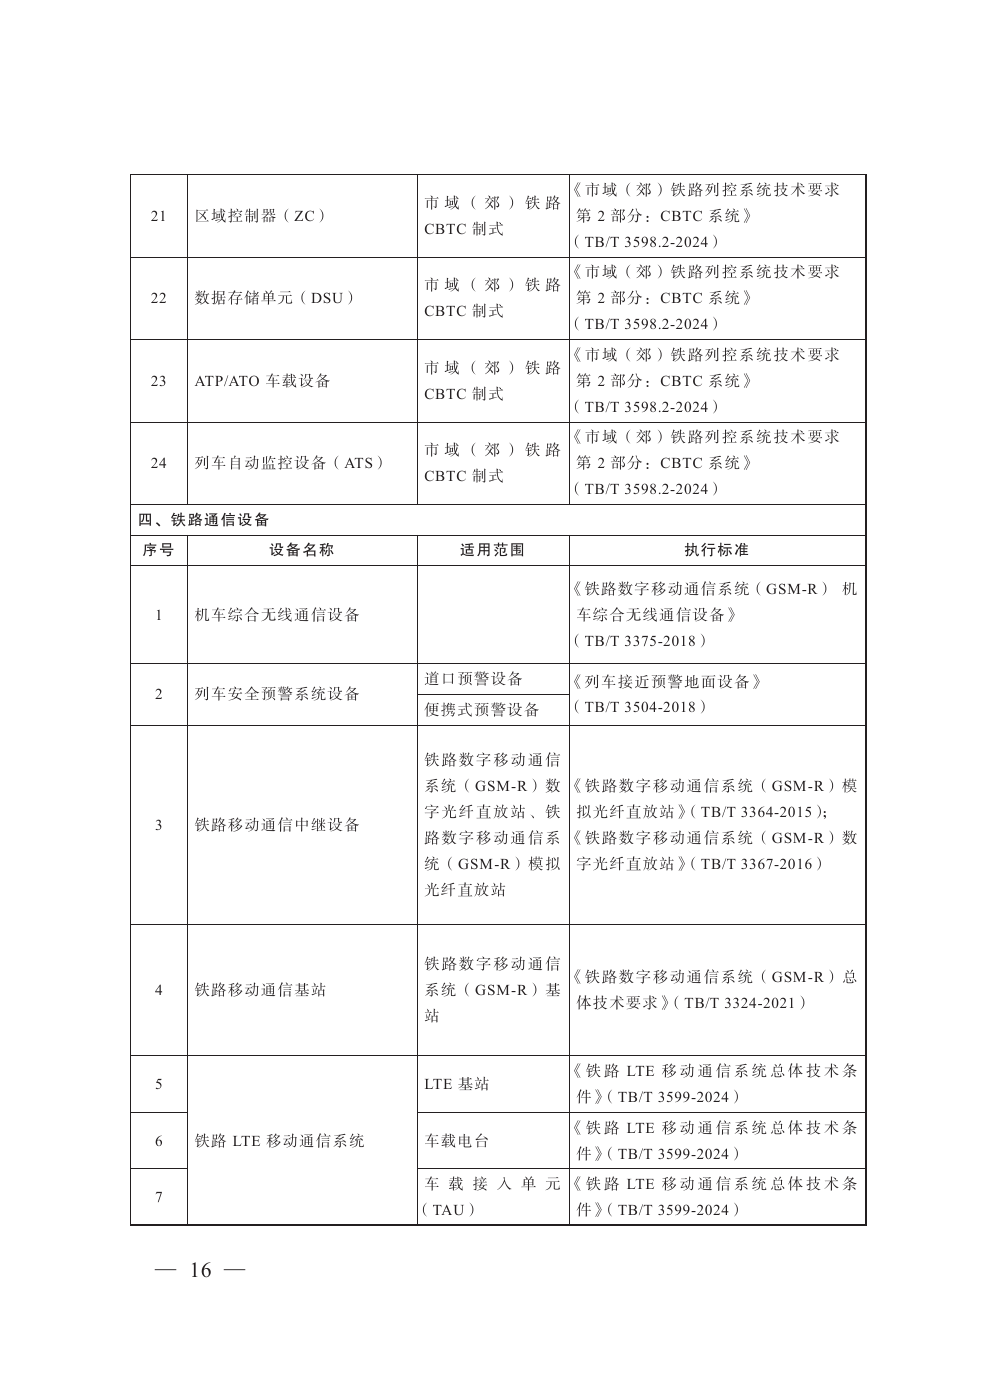 21
区域控制器（ZC）
市域（郊）铁路
CBTC 制式
《市域（郊）铁路列控系统技术要求
第 2 部分：CBTC 系统》
（TB/T 3598.2-2024）
22
数据存储单元（DSU）
市域（郊）铁路
CBTC 制式
《市域（郊）铁路列控系统技术要求
第 2 部分：CBTC 系统》
（TB/T 3598.2-2024）
23
ATP/ATO 车载设备
市域（郊）铁路
CBTC 制式
《市域（郊）铁路列控系统技术要求
第 2 部分：CBTC 系统》
（TB/T 3598.2-2024）
24
列车自动监控设备（ATS）
市域（郊）铁路
CBTC 制式
《市域（郊）铁路列控系统技术要求
第 2 部分：CBTC 系统》
（TB/T 3598.2-2024）
四、铁路通信设备
序号
设备名称
适用范围
执行标准
1
机车综合无线通信设备
《铁路数字移动通信系统（GSM-R） 机
车综合无线通信设备》
（TB/T 3375-2018）
2
列车安全预警系统设备
道口预警设备
便携式预警设备
《列车接近预警地面设备》
（TB/T 3504-2018）
3
铁路移动通信中继设备
铁路数字移动通信
系统（GSM-R）数
字光纤直放站、铁
路数字移动通信系
统（GSM-R）模拟
光纤直放站
《铁路数字移动通信系统（GSM-R）模
拟光纤直放站》（TB/T 3364-2015）；
《铁路数字移动通信系统（GSM-R）数
字光纤直放站》（TB/T 3367-2016）
4
铁路移动通信基站
铁路数字移动通信
系统（GSM-R）基
站
《铁路数字移动通信系统（GSM-R）总
体技术要求》（TB/T 3324-2021）
5
铁路 LTE 移动通信系统
LTE 基站
《铁路 LTE 移动通信系统总体技术条
件》（TB/T 3599-2024）
6
车载电台
《铁路 LTE 移动通信系统总体技术条
件》（TB/T 3599-2024）
7
车载接入单元
（TAU）
《铁路 LTE 移动通信系统总体技术条
件》（TB/T 3599-2024）
— 16 —